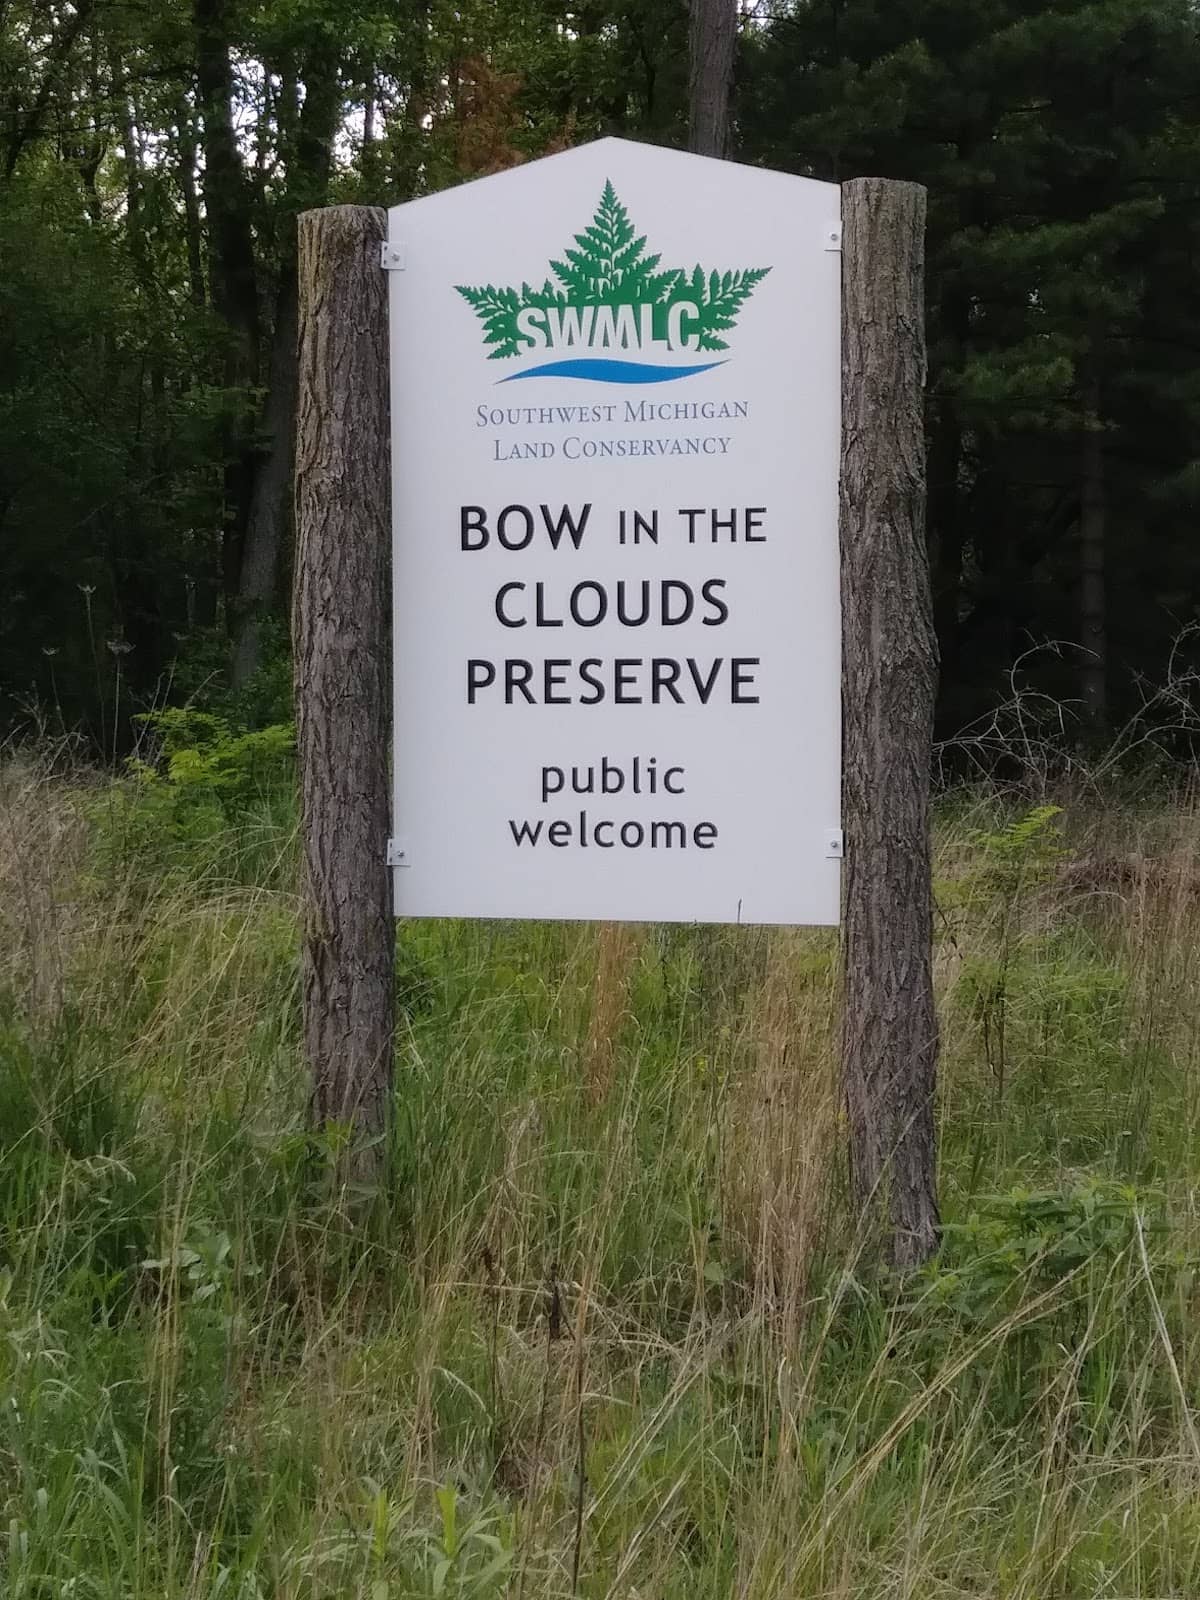 SWMLC
Southwest Michigan
Land Conservancy
BOW IN THE
CLOUDS
PRESERVE
public
welcome